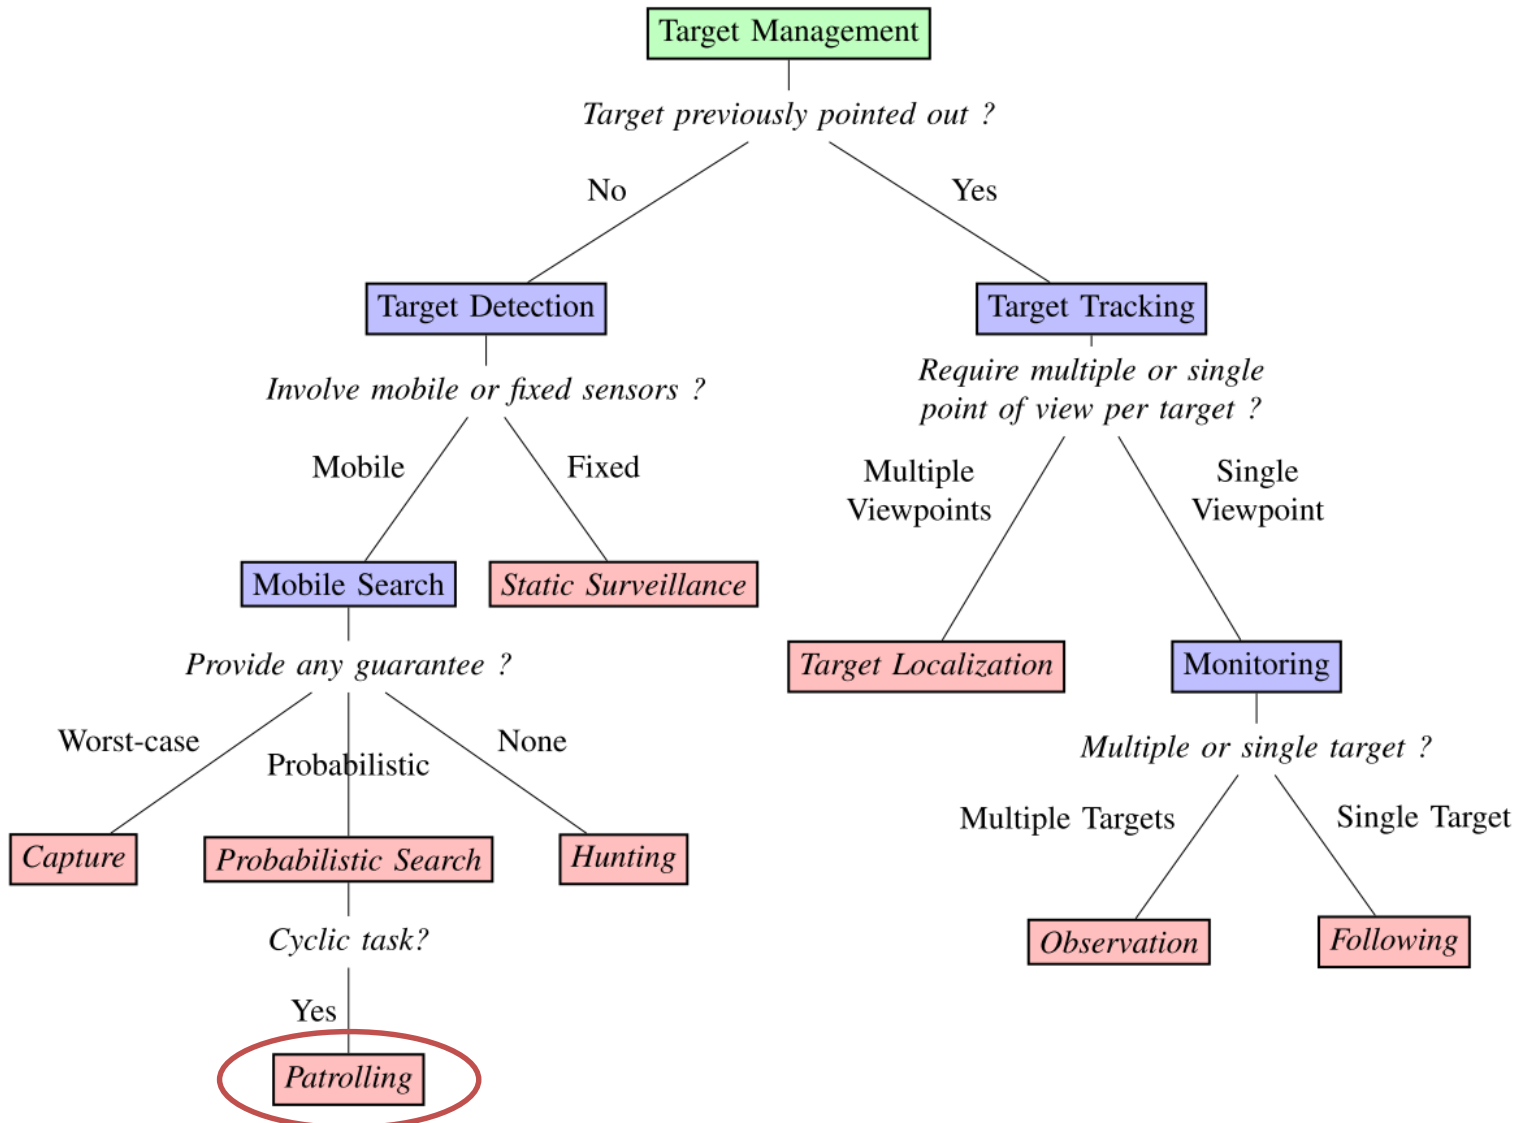 Target Management
Target previously pointed out ?
No
Yes
Target Detection
Target Tracking
Involve mobile or fixed sensors ?
Require multiple or single
point of view per target ?
Mobile
Fixed
Multiple
Viewpoints
Single
Viewpoint
Mobile Search
Static Surveillance
Provide any guarantee ?
Target Localization
Monitoring
Worst-case
Probabilistic
None
Multiple or single target ?
Multiple Targets
Single Target
Capture
Probabilistic Search
Hunting
Cyclic task?
Observation
Following
Yes
Patrolling